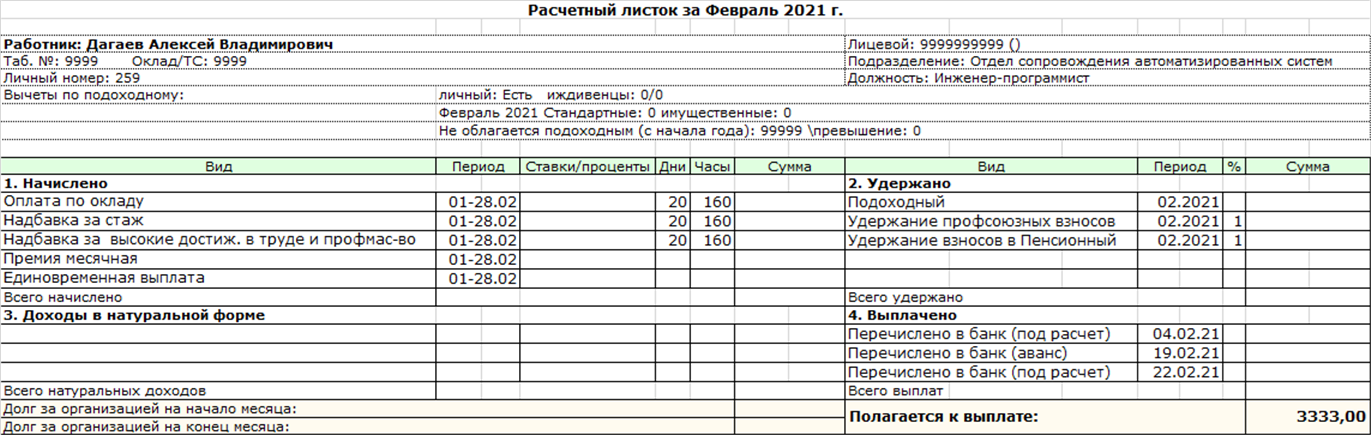 Расчетный листок за Февраль 2021 г.
Работник: Дагаев Алексей Владимирович Лицевой: 9999999999 ()
Таб. №: 9999 Оклад/ТС: 9999 Подразделение: Отдел сопровождения автоматизированных систем
Личный номер: 259 Должность: Инженер-программист
Вычеты по подоходному: личный: Есть иждивенцы: 0/0
Февраль 2021 Стандартные: 0 имущественные: 0
Не облагается подоходным (с начала года): 99999 \превышение: 0
Вид Период Ставки/проценты Дни Часы Сумма Вид Период % Сумма
1. Начислено 2. Удержано
Оплата по окладу 01-28.02 20 160 Подоходный 02.2021
Надбавка за стаж 01-28.02 20 160 Удержание профсоюзных взносов 02.2021 1
Надбавка за высокие достиж. в труде и профмас-во 01-28.02 20 160 Удержание взносов в Пенсионный 02.2021 1
Премия месячная 01-28.02
Единовременная выплата 01-28.02
Всего начислено Всего удержано
3. Доходы в натуральной форме 4. Выплачено
Перечислено в банк (под расчет) 04.02.21
Перечислено в банк (аванс) 19.02.21
Перечислено в банк (под расчет) 22.02.21
Всего натуральных доходов Всего выплат
Долг за организацией на начало месяца: Полагается к выплате: 3333,00
Долг за организацией на конец месяца: